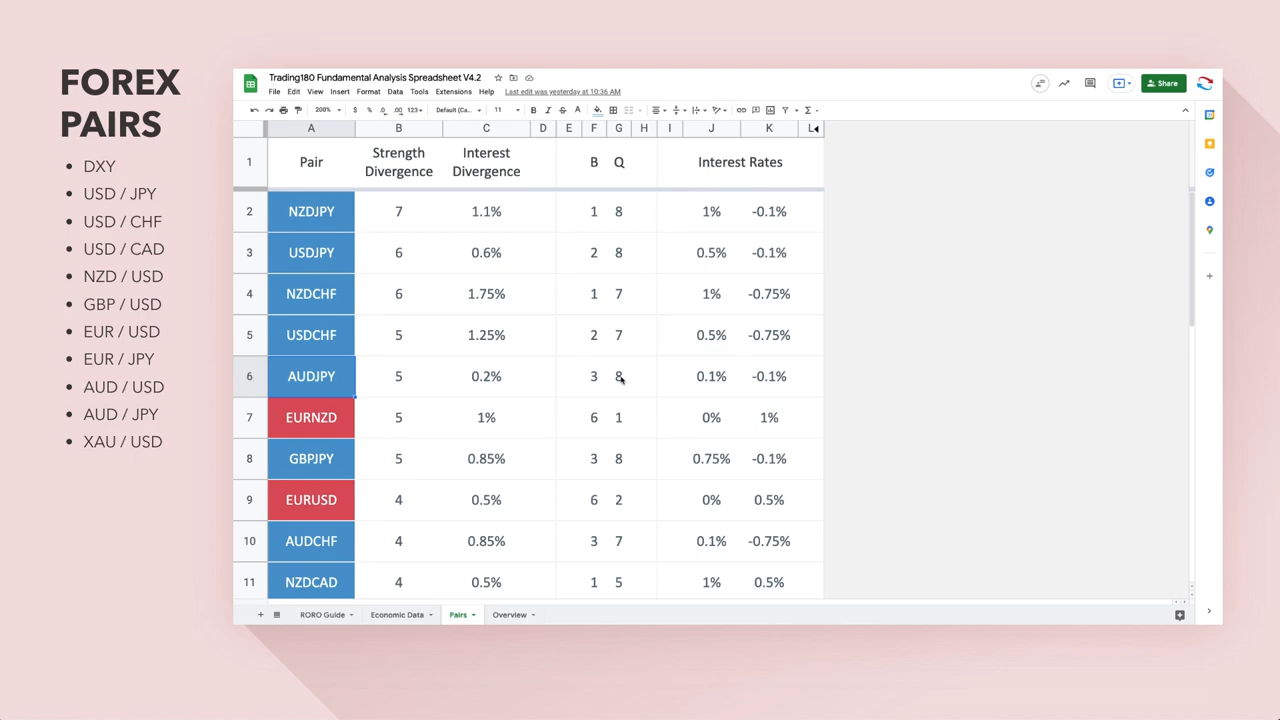 FOREX
PAIRS
• DXY
• USD / JPY
• USD / CHF
• USD / CAD
• NZD / USD
• GBP / USD
• EUR / USD
• EUR / JPY
• AUD / USD
• AUD / JPY
• XAU / USD
Trading180 Fundamental Analysis Spreadsheet V4.2
File Edit View Insert Format Data Tools Extensions Help Last edit was yesterday at 10:36 AM
Share
200% $ % .0 .00 123 Default (Ca... 11 B I S A
A B C D E F G H I J K L
1 Pair Strength Divergence Interest Divergence B Q Interest Rates
2 NZDJPY 7 1.1% 1 8 1% -0.1%
3 USDJPY 6 0.6% 2 8 0.5% -0.1%
4 NZDCHF 6 1.75% 1 7 1% -0.75%
5 USDCHF 5 1.25% 2 7 0.5% -0.75%
6 AUDJPY 5 0.2% 3 8 0.1% -0.1%
7 EURNZD 5 1% 6 1 0% 1%
8 GBPJPY 5 0.85% 3 8 0.75% -0.1%
9 EURUSD 4 0.5% 6 2 0% 0.5%
10 AUDCHF 4 0.85% 3 7 0.1% -0.75%
11 NZDCAD 4 0.5% 1 5 1% 0.5%
RORO Guide Economic Data Pairs Overview